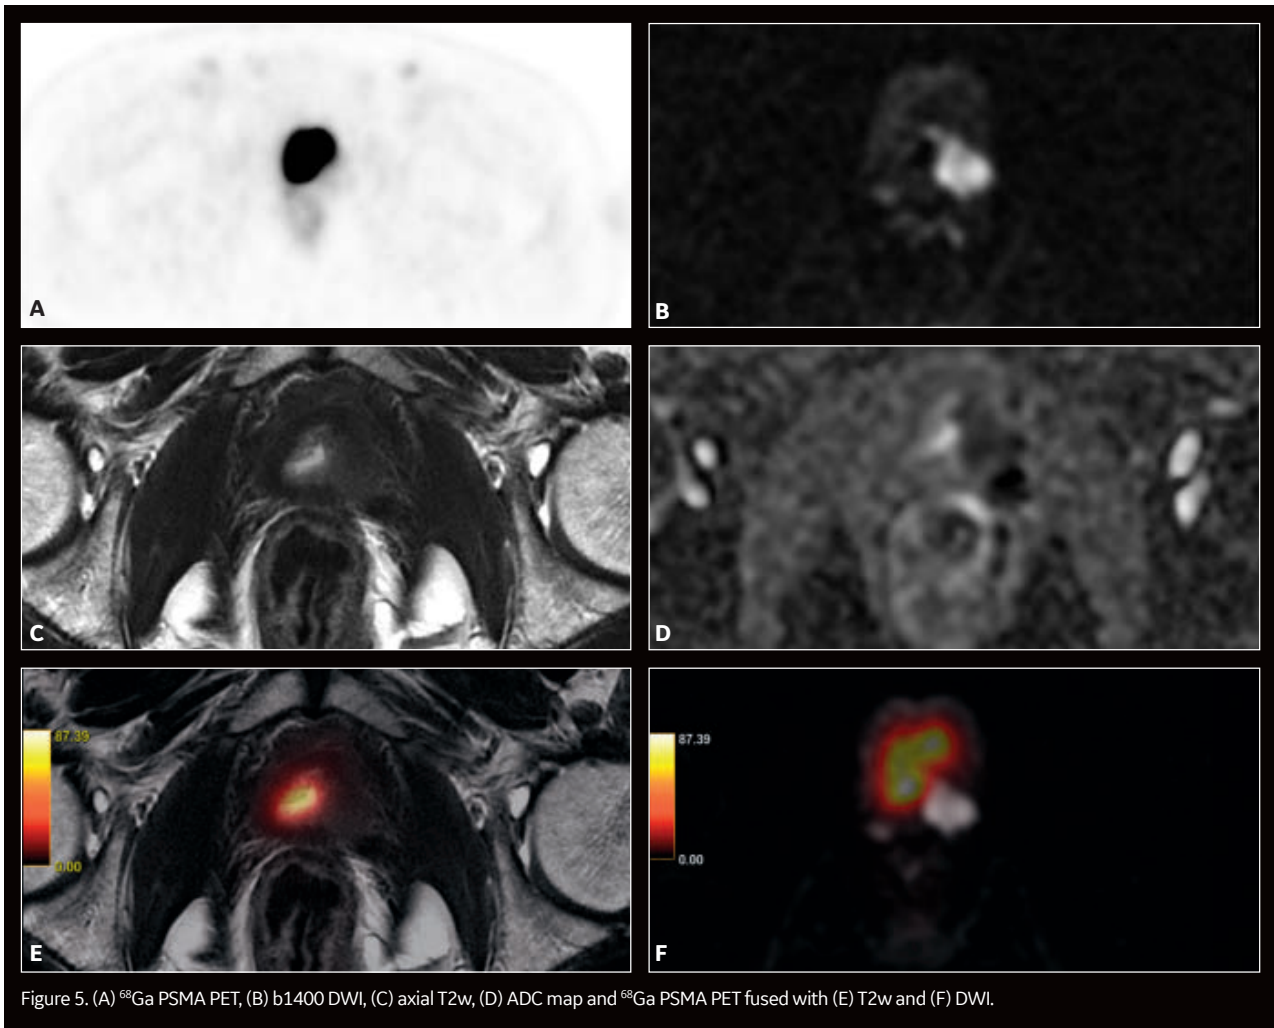 A
B
C
D
87.39
0.00
E
87.39
0.00
F
Figure 5. (A) ⁶⁸Ga PSMA PET, (B) b1400 DWI, (C) axial T2w, (D) ADC map and ⁶⁸Ga PSMA PET fused with (E) T2w and (F) DWI.